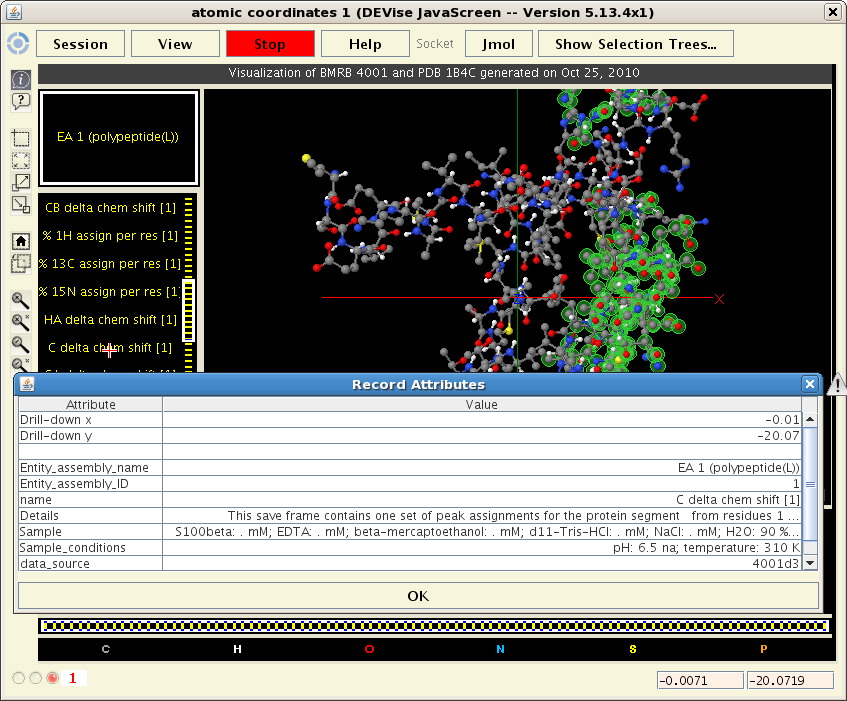 atomic coordinates 1 (DEVise JavaScreen -- Version 5.13.4x1)
Session View Stop Help Socket Jmol Show Selection Trees...
Visualization of BMRB 4001 and PDB 1B4C generated on Oct 25, 2010
EA 1 (polypeptide(L))
CB delta chem shift [1]
% 1H assign per res [1]
% 13C assign per res [1]
% 15N assign per res [1]
HA delta chem shift [1]
C delta chem shift [1]
X
Record Attributes
Attribute Value
Drill-down x -0.01
Drill-down y -20.07
Entity_assembly_name EA 1 (polypeptide(L))
Entity_assembly_ID 1
name C delta chem shift [1]
Details This save frame contains one set of peak assignments for the protein segment from residues 1 ...
Sample S100beta: . mM; EDTA: . mM; beta-mercaptoethanol: . mM; d11-Tris-HCl: . mM; NaCl: . mM; H2O: 90 %...
Sample_conditions pH: 6.5 na; temperature: 310 K
data_source 4001d3
OK
C H O N S P
1 -0.0071 -20.0719